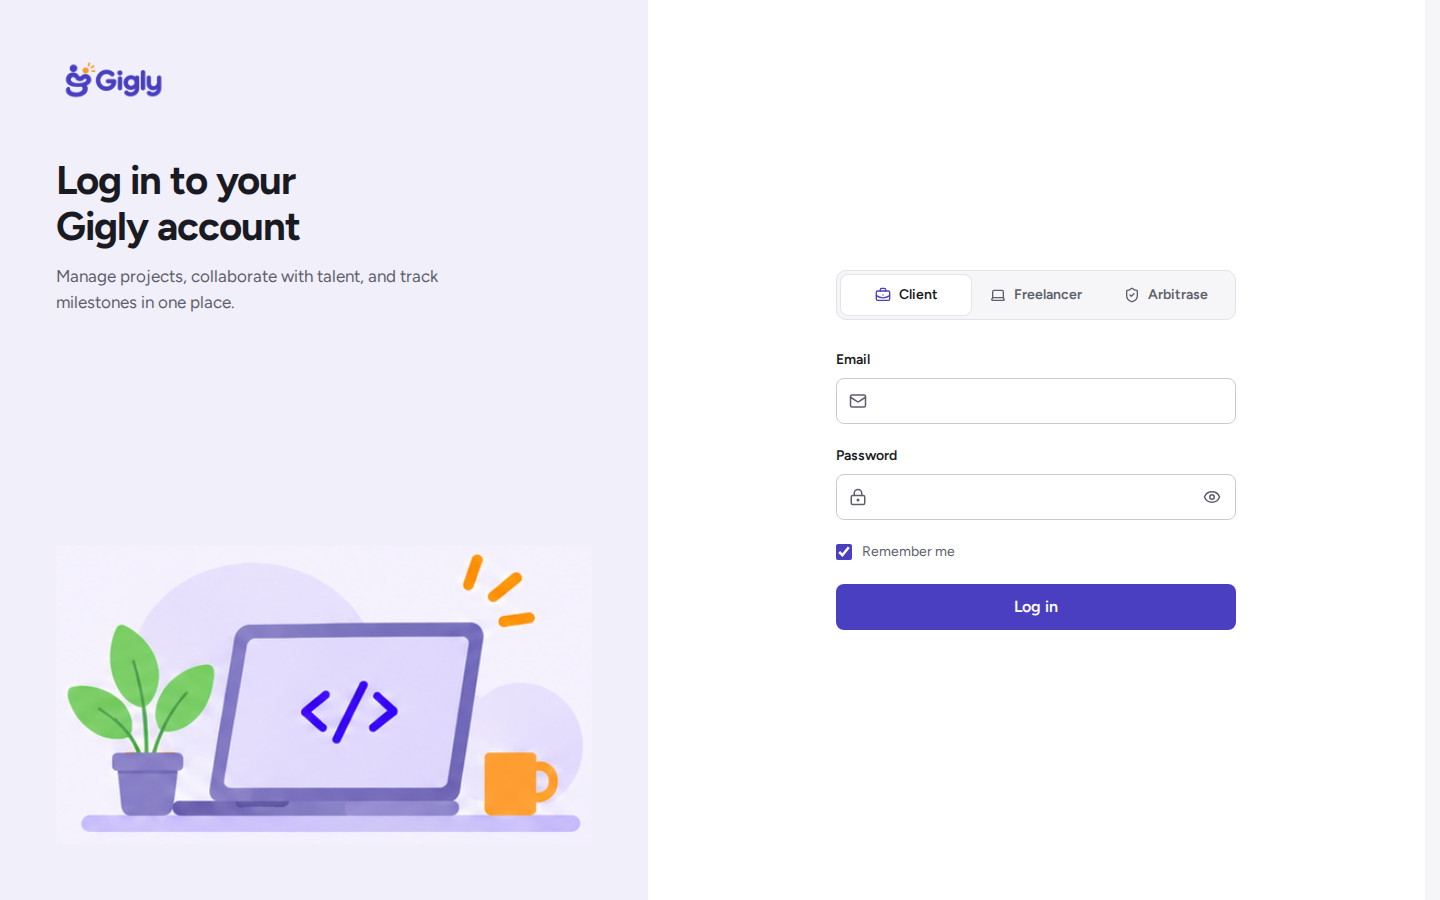 Gigly
Log in to your
Gigly account
Manage projects, collaborate with talent, and track
milestones in one place.
</>
Client
Freelancer
Arbitrase
Email
Password
Remember me
Log in